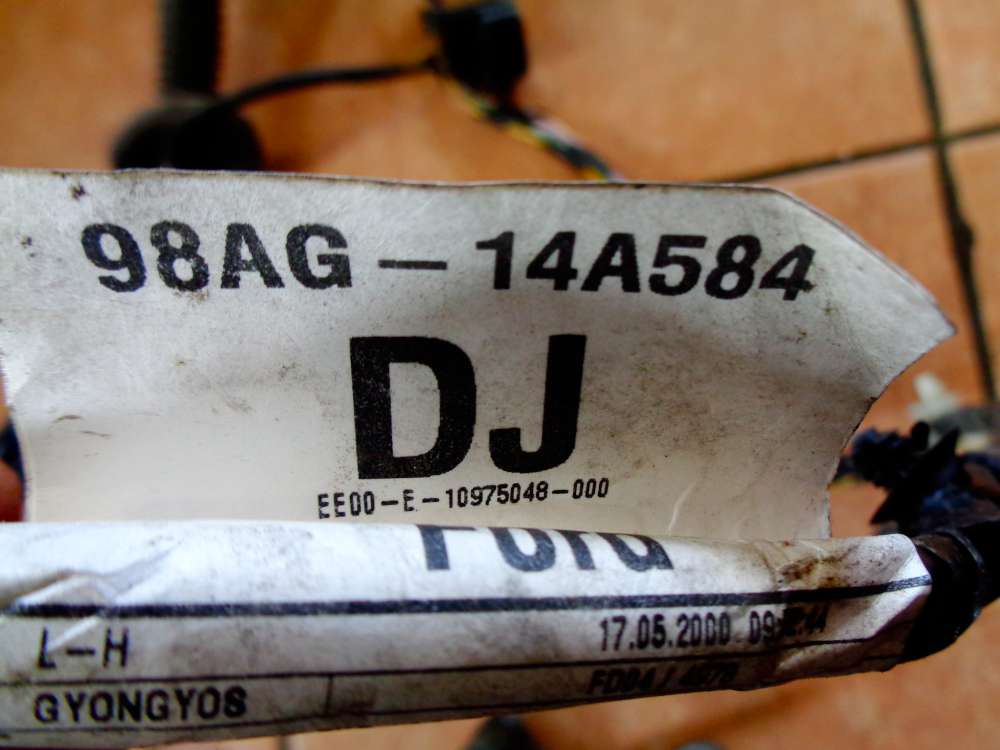 98AG-14A584
DJ
EE00-E-10975048-000
Ford
L-H 17.05.2000
GYONGYOS